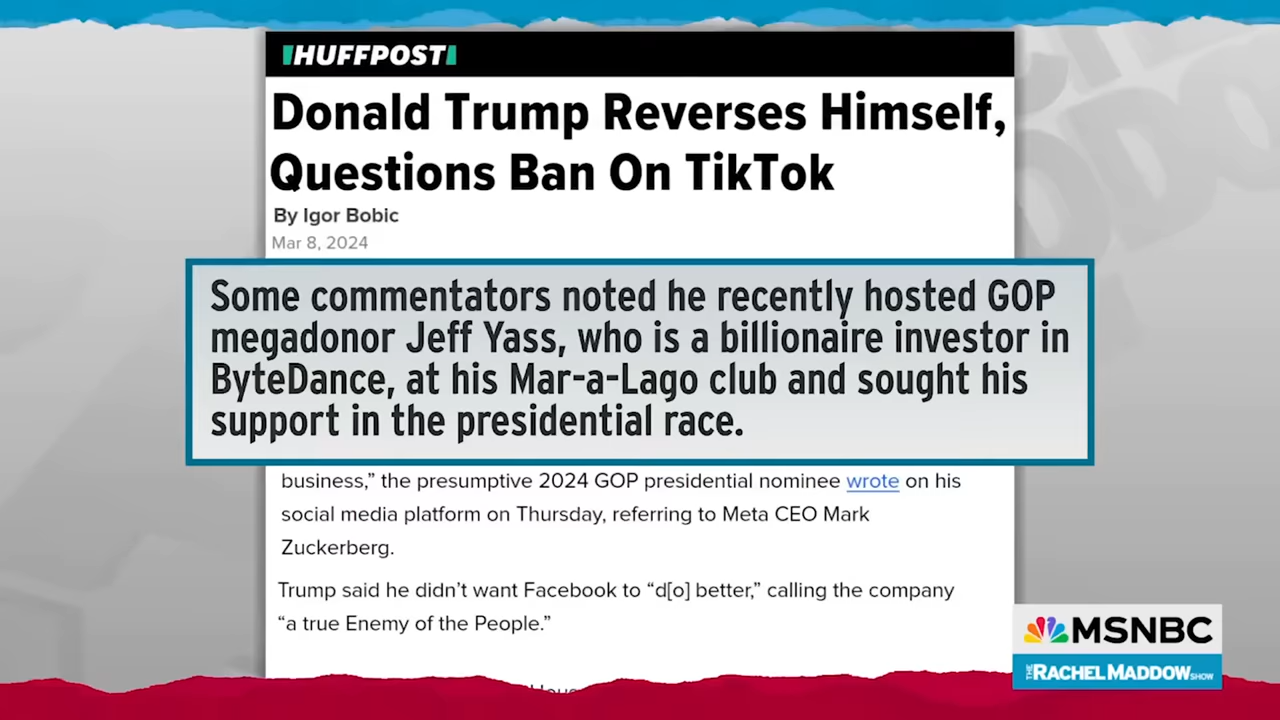 HUFFPOST
Donald Trump Reverses Himself,
Questions Ban On TikTok
By Igor Bobic
Mar 8, 2024
Some commentators noted he recently hosted GOP
megadonor Jeff Yass, who is a billionaire investor in
ByteDance, at his Mar-a-Lago club and sought his
support in the presidential race.
business,” the presumptive 2024 GOP presidential nominee wrote on his
social media platform on Thursday, referring to Meta CEO Mark
Zuckerberg.
Trump said he didn’t want Facebook to “d[o] better,” calling the company
“a true Enemy of the People.”
MSNBC
THE RACHEL MADDOW SHOW